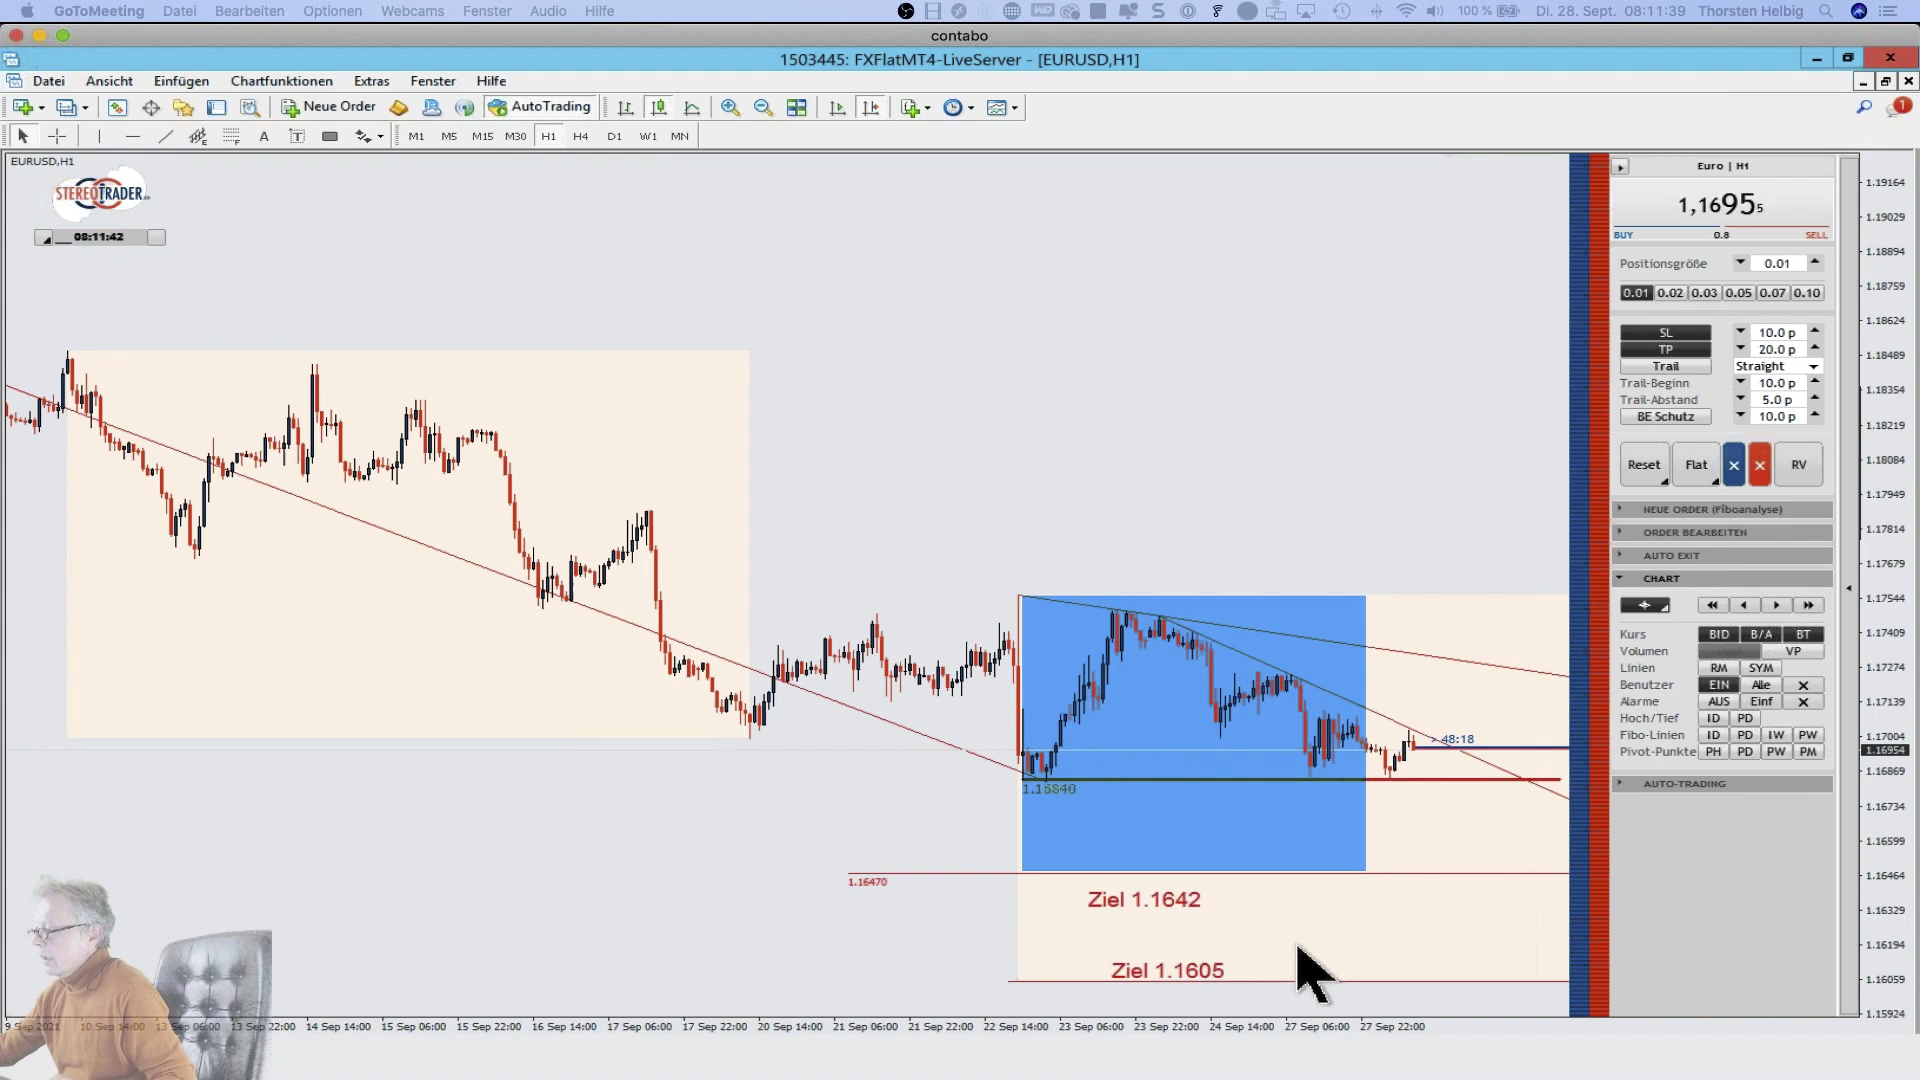 GoToMeeting Datei Bearbeiten Optionen Webcams Fenster Audio Hilfe 100 % Di. 28. Sept. 08:11:39 Thorsten Helbig
contabo
1503445: FXFlatMT4-LiveServer - [EURUSD,H1]
Datei Ansicht Einfügen Chartfunktionen Extras Fenster Hilfe
New Order AutoTrading 1
A T M1 M5 M15 M30 H1 H4 D1 W1 MN
EURUSD,H1
STEREOTRADER
08:11:42
1.16840
48:18
1.16470
Ziel 1.1642
Ziel 1.1605
9 Sep 2021 10 Sep 14:00 13 Sep 06:00 13 Sep 22:00 14 Sep 14:00 15 Sep 06:00 15 Sep 22:00 16 Sep 14:00 17 Sep 06:00 17 Sep 22:00 20 Sep 14:00 21 Sep 06:00 21 Sep 22:00 22 Sep 14:00 23 Sep 06:00 23 Sep 22:00 24 Sep 14:00 27 Sep 06:00 27 Sep 22:00
Euro | H1
1,16955
BUY 0.8 SELL
Positionsgröße 0.01
0.01 0.02 0.03 0.05 0.07 0.10
SL 10.0 p
TP 20.0 p
Trail Straight
Trail-Beginn 10.0 p
Trail-Abstand 5.0 p
BE Schutz 10.0 p
Reset Flat × × RV
NEUE ORDER (Fiboanalyse)
ORDER BEARBEITEN
AUTO EXIT
CHART
Kurs BID B/A BT
Volumen VP
Linien RM SYM
Benutzer EIN Alle
Alarme AUS Einf
Hoch/Tief ID PD
Fibo-Linien ID PD IW PW
Pivot-Punkte PH PD PW PM
AUTO-TRADING
1.19164
1.19029
1.18894
1.18759
1.18624
1.18489
1.18354
1.18219
1.18084
1.17949
1.17814
1.17679
1.17544
1.17409
1.17274
1.17139
1.17004
1.16954
1.16869
1.16734
1.16599
1.16464
1.16329
1.16194
1.16059
1.15924